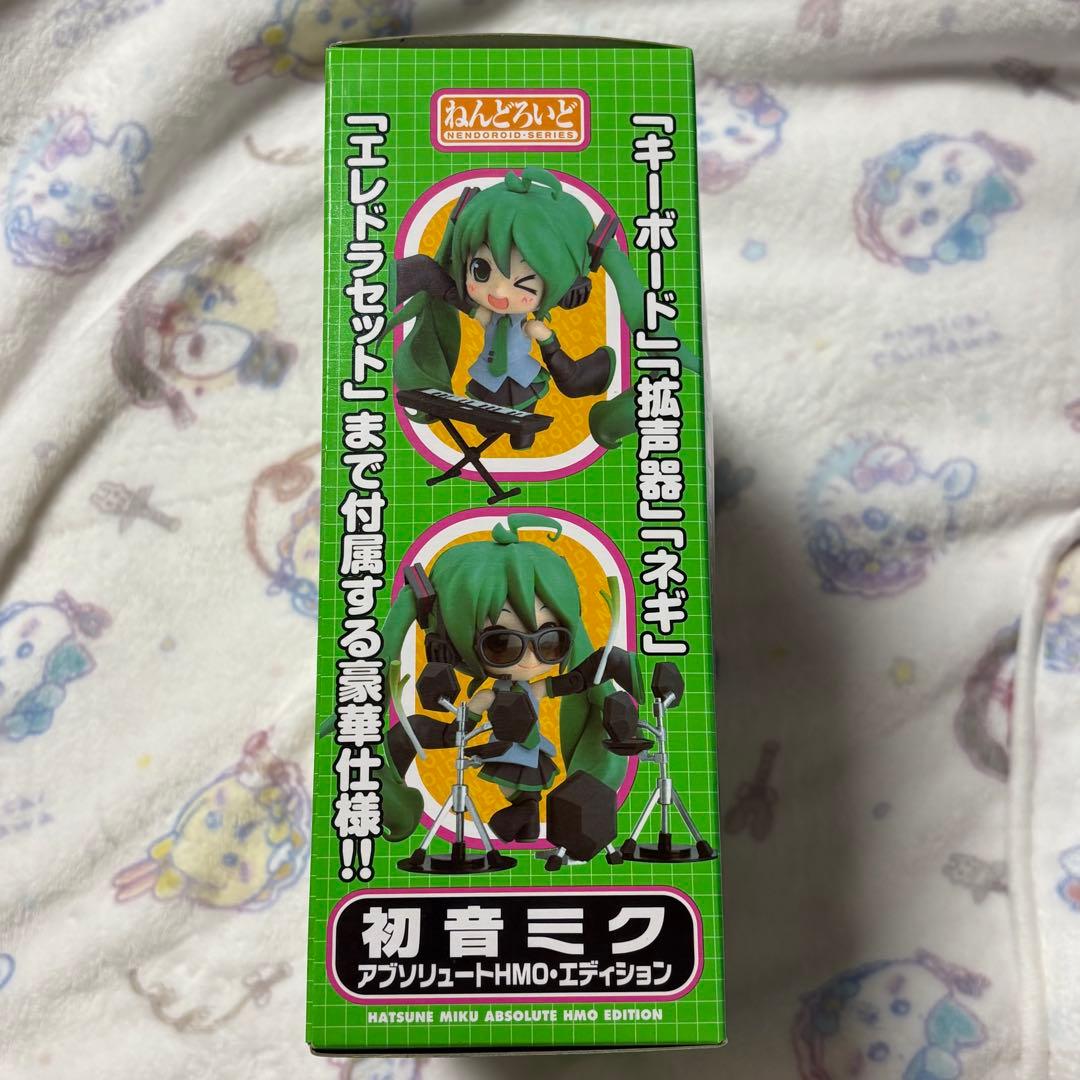 ねんどろいど
NENDOROID・SERIES
「キーボード」「拡声器」「ネギ」
「エレドラセット」まで付属する豪華仕様!!
初音ミク
アブソリュートHMO・エディション
HATSUNE MIKU ABSOLUTE HMO EDITION